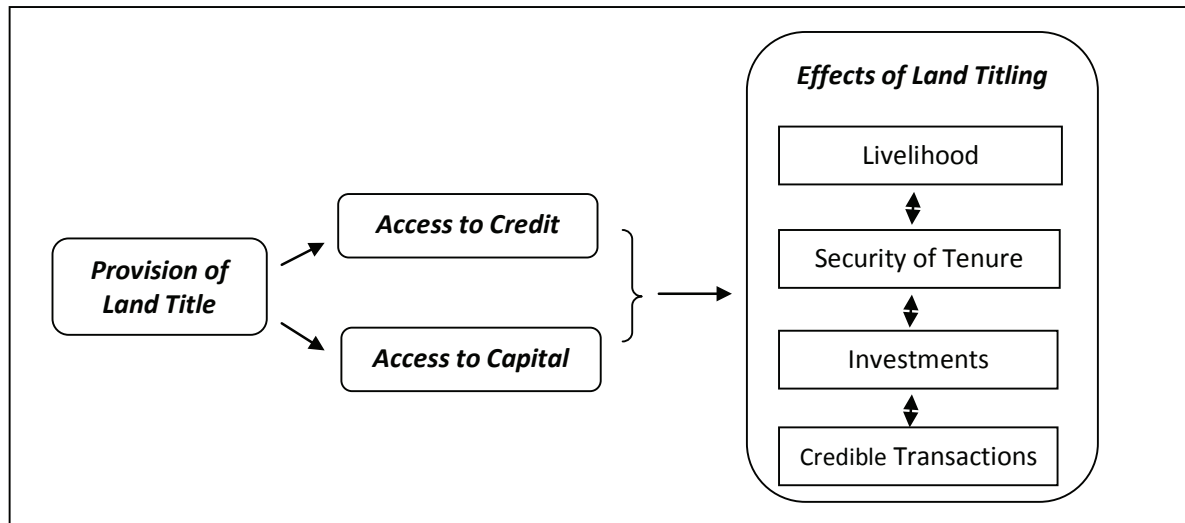 Provision of
Land Title
Access to Credit
Access to Capital
Effects of Land Titling
Livelihood
Security of Tenure
Investments
Credible Transactions